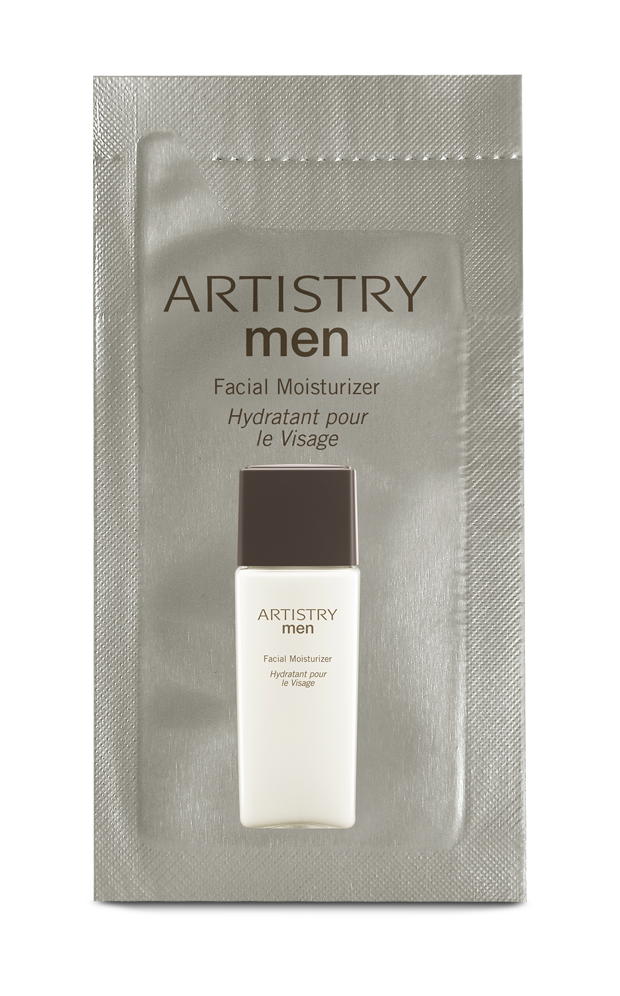 ARTISTRY
men
Facial Moisturizer
Hydratant pour
le Visage
ARTISTRY
men
Facial Moisturizer
Hydratant pour
le Visage